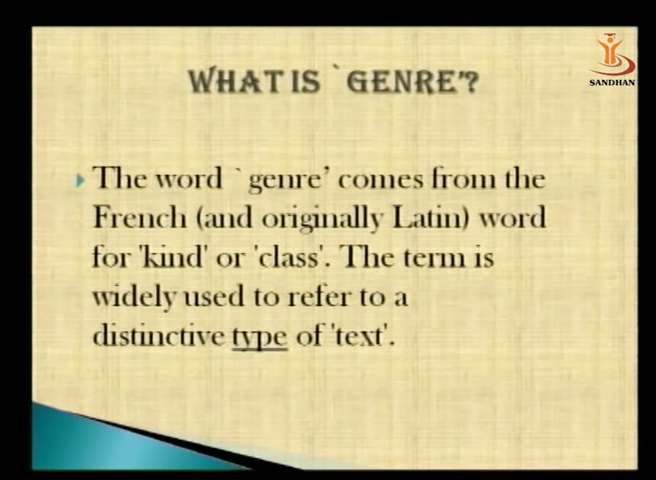 WHAT IS `GENRE'?
SANDHAN
The word `genre' comes from the
French (and originally Latin) word
for 'kind' or 'class'. The term is
widely used to refer to a
distinctive type of 'text'.